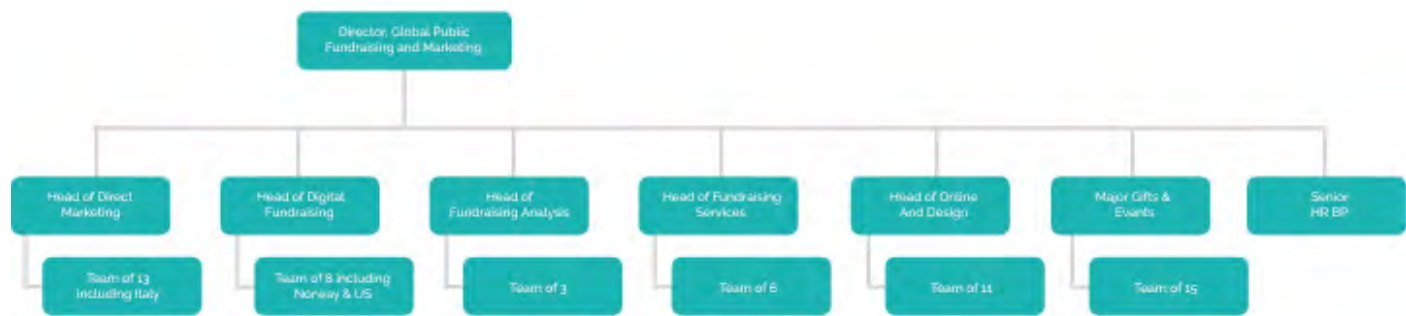 Director, Global Public
Fundraising and Marketing
Head of Direct
Marketing
Head of Digital
Fundraising
Head of
Fundraising Analysis
Head of Fundraising
Services
Head of Online
And Design
Major Gifts &
Events
Senior
HR BP
Team of 13
including Italy
Team of 8 including
Norway & US
Team of 3
Team of 6
Team of 11
Team of 15